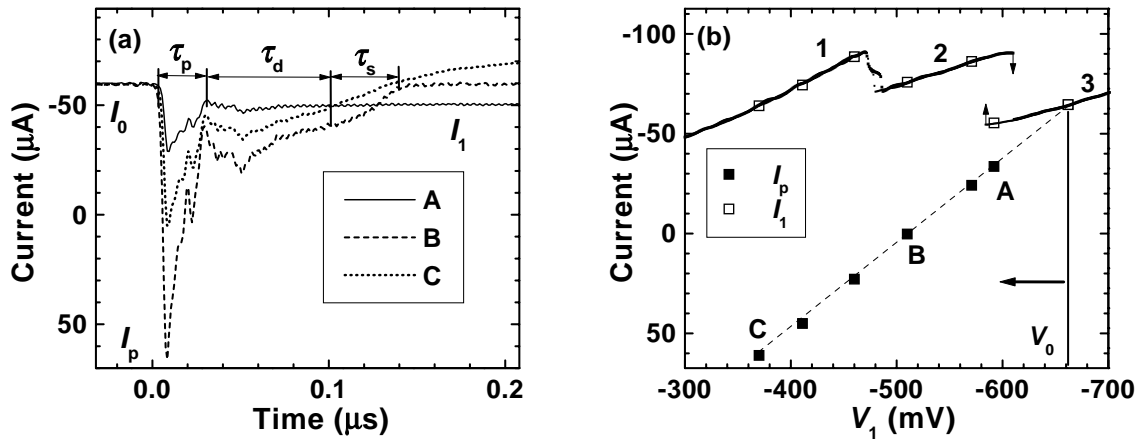 (a)
τp
τd
τs
I0
I1
Ip
A
B
C
-50
0
50
0.0
0.1
0.2
Current (μA)
Time (μs)
(b)
1
2
3
Ip
I1
A
B
C
V0
-100
-50
0
50
-300
-400
-500
-600
-700
Current (μA)
V1 (mV)